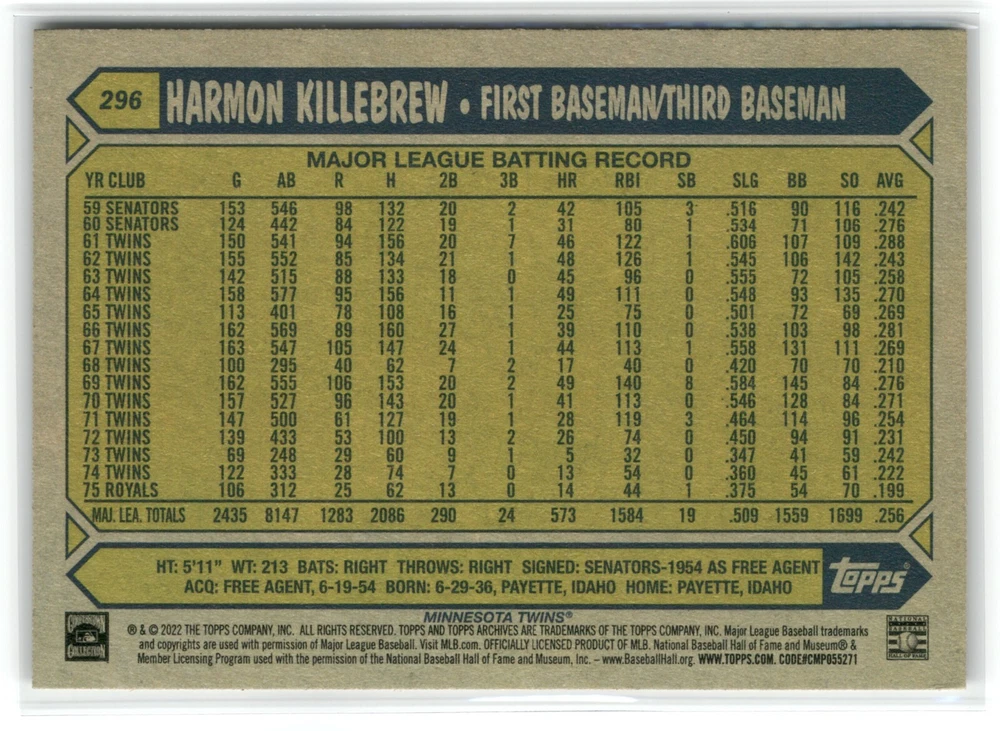 296 HARMON KILLEBREW • FIRST BASEMAN/THIRD BASEMAN
MAJOR LEAGUE BATTING RECORD
YR CLUB G AB R H 2B 3B HR RBI SB SLG BB SO AVG
59 SENATORS 153 546 98 132 20 2 42 105 3 .516 90 116 .242
60 SENATORS 124 442 84 122 19 1 31 80 1 .534 71 106 .276
61 TWINS 150 541 94 156 20 7 46 122 1 .606 107 109 .288
62 TWINS 155 552 85 134 21 1 48 126 1 .545 106 142 .243
63 TWINS 142 515 88 133 18 0 45 96 0 .555 72 105 .258
64 TWINS 158 577 95 156 11 1 49 111 0 .548 93 135 .270
65 TWINS 113 401 78 108 16 1 25 75 0 .501 72 69 .269
66 TWINS 162 569 89 160 27 1 39 110 0 .538 103 98 .281
67 TWINS 163 547 105 147 24 1 44 113 1 .558 131 111 .269
68 TWINS 100 295 40 62 7 2 17 40 0 .420 70 70 .210
69 TWINS 162 555 106 153 20 2 49 140 8 .584 145 84 .276
70 TWINS 157 527 96 143 20 1 41 113 0 .546 128 84 .271
71 TWINS 147 500 61 127 19 1 28 119 3 .464 114 96 .254
72 TWINS 139 433 53 100 13 2 26 74 0 .450 94 91 .231
73 TWINS 69 248 29 60 9 1 5 32 0 .347 41 59 .242
74 TWINS 122 333 28 74 7 0 13 54 0 .360 45 61 .222
75 ROYALS 106 312 25 62 13 0 14 44 1 .375 54 70 .199
MAJ. LEA. TOTALS 2435 8147 1283 2086 290 24 573 1584 19 .509 1559 1699 .256
HT: 5'11" WT: 213 BATS: RIGHT THROWS: RIGHT SIGNED: SENATORS-1954 AS FREE AGENT
ACQ: FREE AGENT, 6-19-54 BORN: 6-29-36, PAYETTE, IDAHO HOME: PAYETTE, IDAHO
topps®
MINNESOTA TWINS®
® & © 2022 THE TOPPS COMPANY, INC. ALL RIGHTS RESERVED. TOPPS AND TOPPS ARCHIVES ARE TRADEMARKS OF THE TOPPS COMPANY, INC. Major League Baseball trademarks
and copyrights are used with permission of Major League Baseball. Visit MLB.com. OFFICIALLY LICENSED PRODUCT OF MLB. National Baseball Hall of Fame and Museum® &
Member Licensing Program used with the permission of the National Baseball Hall of Fame and Museum, Inc. – www.BaseballHall.org. WWW.TOPPS.COM. CODE#CMP055271
COOPERSTOWN
COLLECTION
NATIONAL
BASEBALL
HALL OF FAME